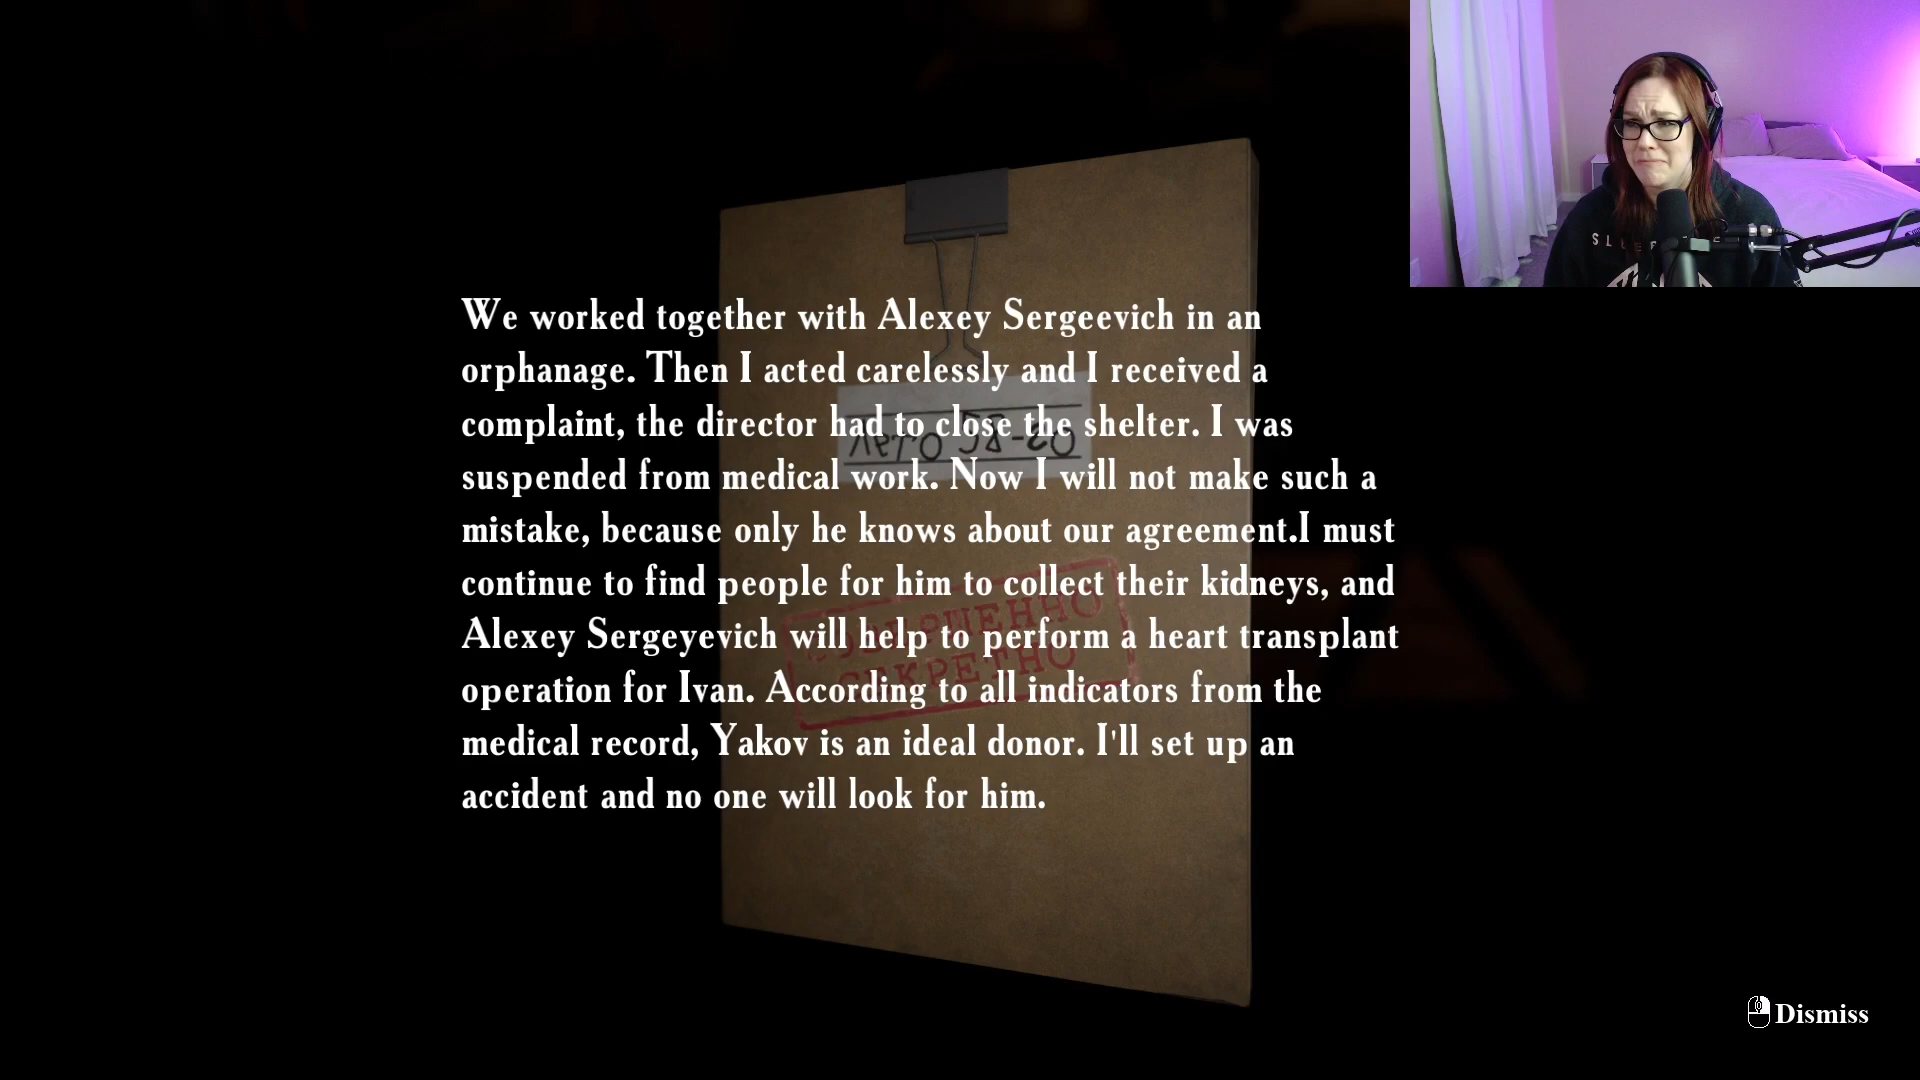 We worked together with Alexey Sergeevich in an
orphanage. Then I acted carelessly and I received a
complaint, the director had to close the shelter. I was
suspended from medical work. Now I will not make such a
mistake, because only he knows about our agreement.I must
continue to find people for him to collect their kidneys, and
Alexey Sergeyevich will help to perform a heart transplant
operation for Ivan. According to all indicators from the
medical record, Yakov is an ideal donor. I'll set up an
accident and no one will look for him.
СОВЕРШЕННО
СЕКРЕТНО
Dismiss